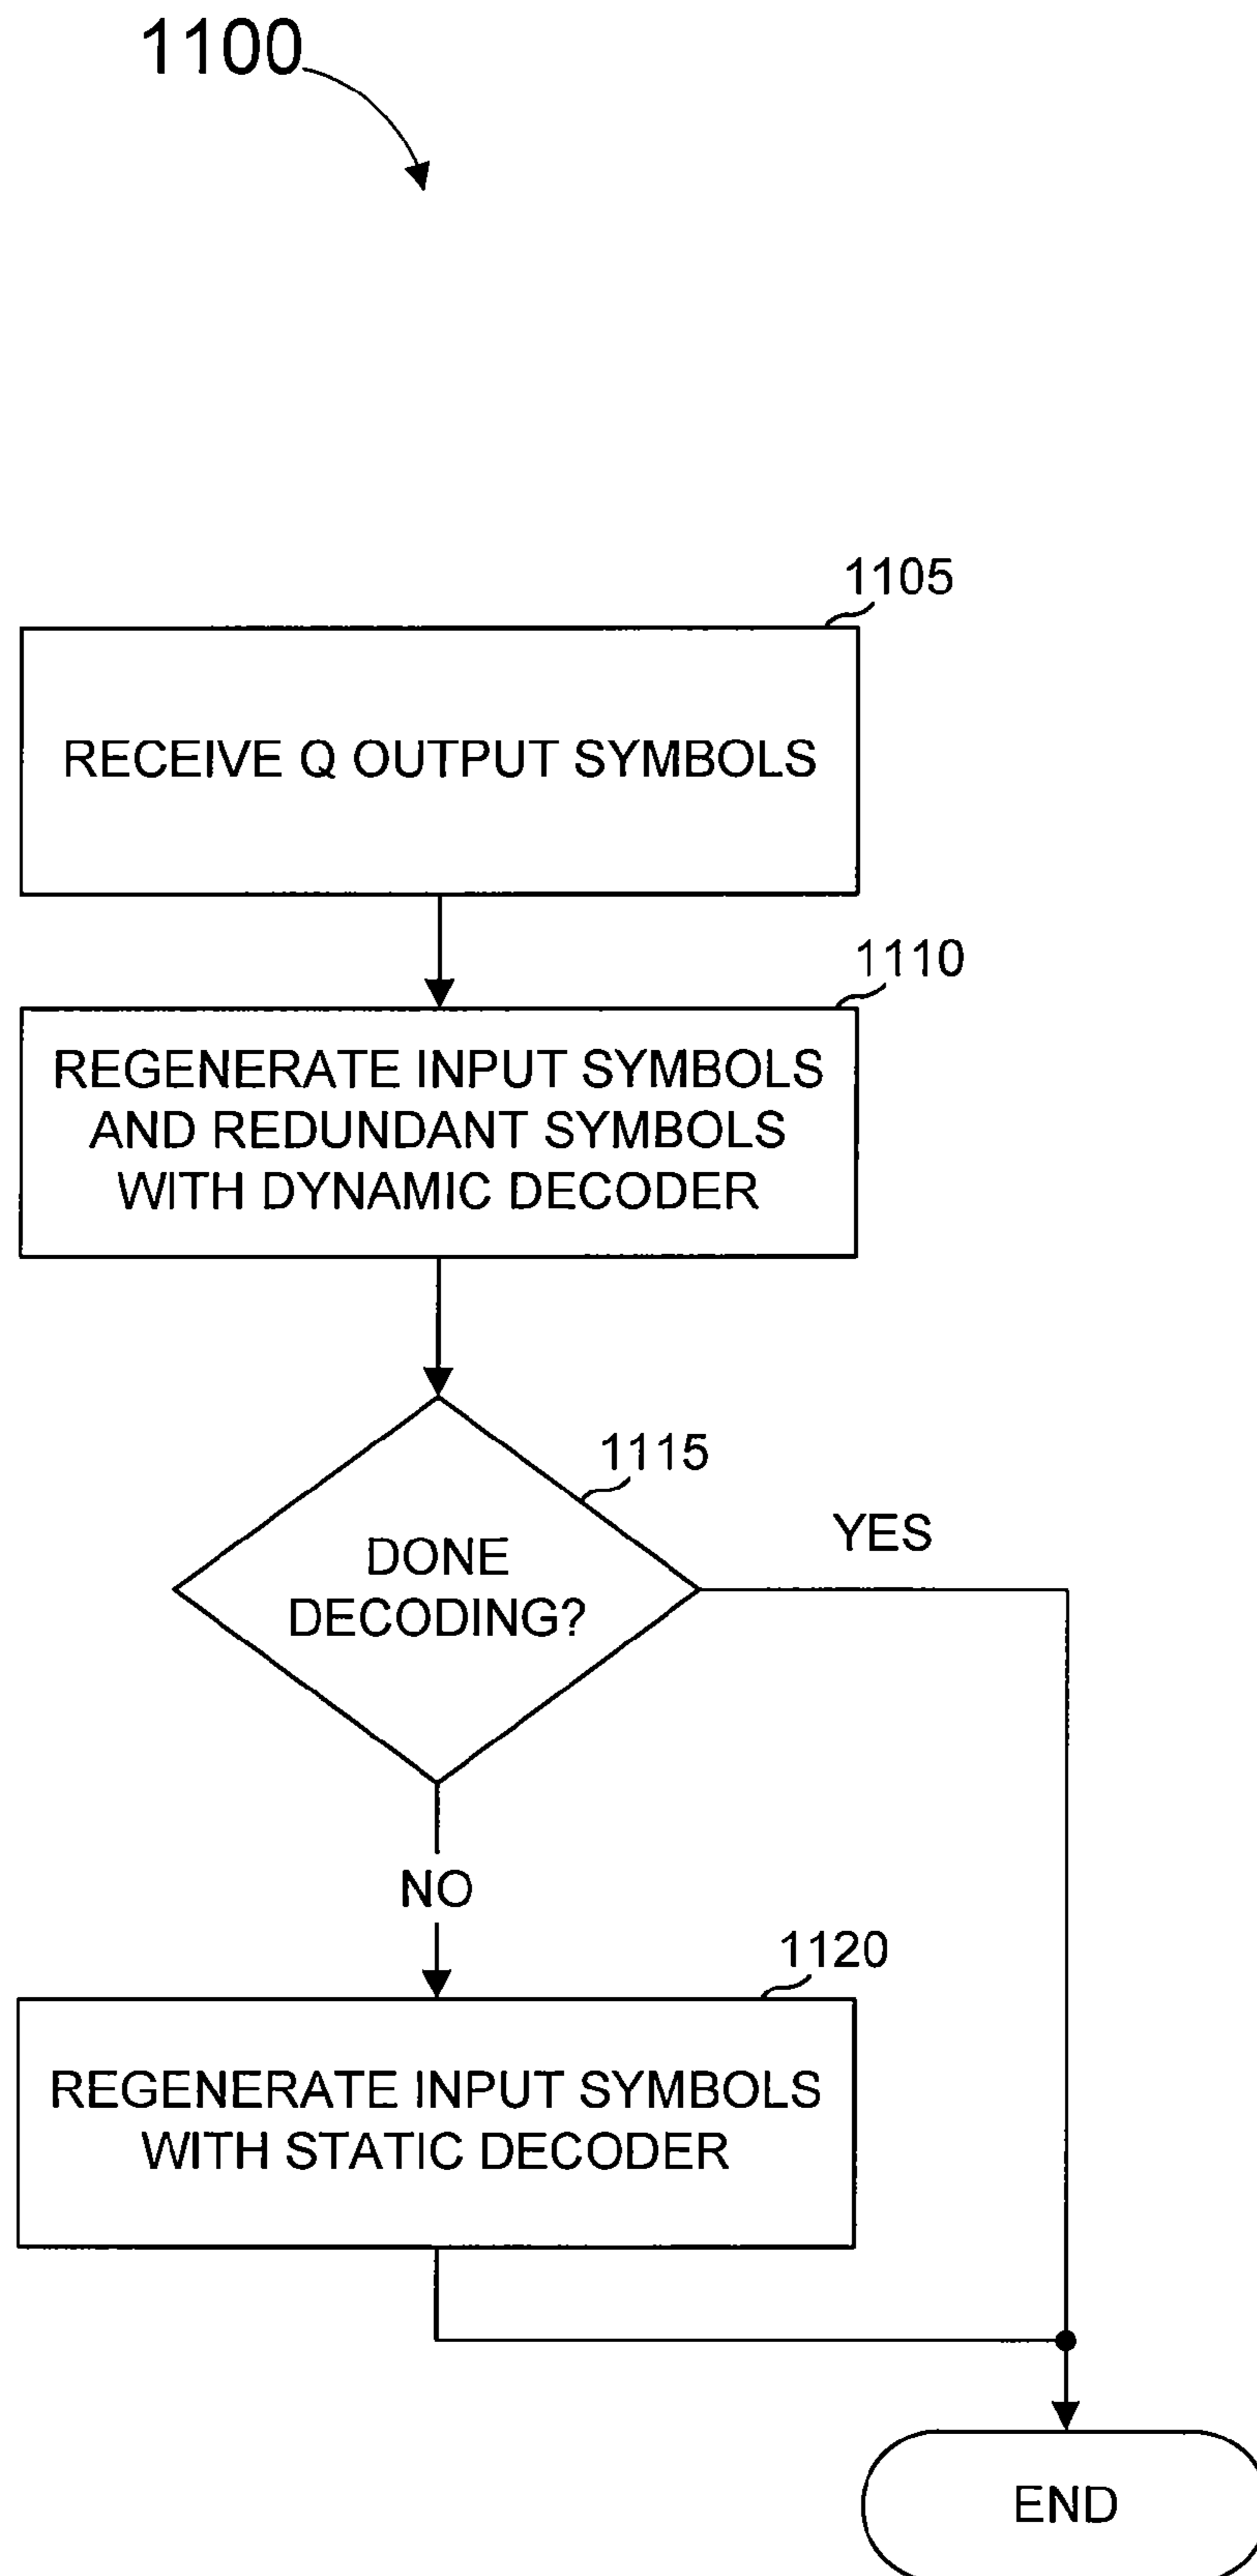 1100
1105
RECEIVE Q OUTPUT SYMBOLS
1110
REGENERATE INPUT SYMBOLS
AND REDUNDANT SYMBOLS
WITH DYNAMIC DECODER
1115
DONE
DECODING?
YES
NO
1120
REGENERATE INPUT SYMBOLS
WITH STATIC DECODER
END